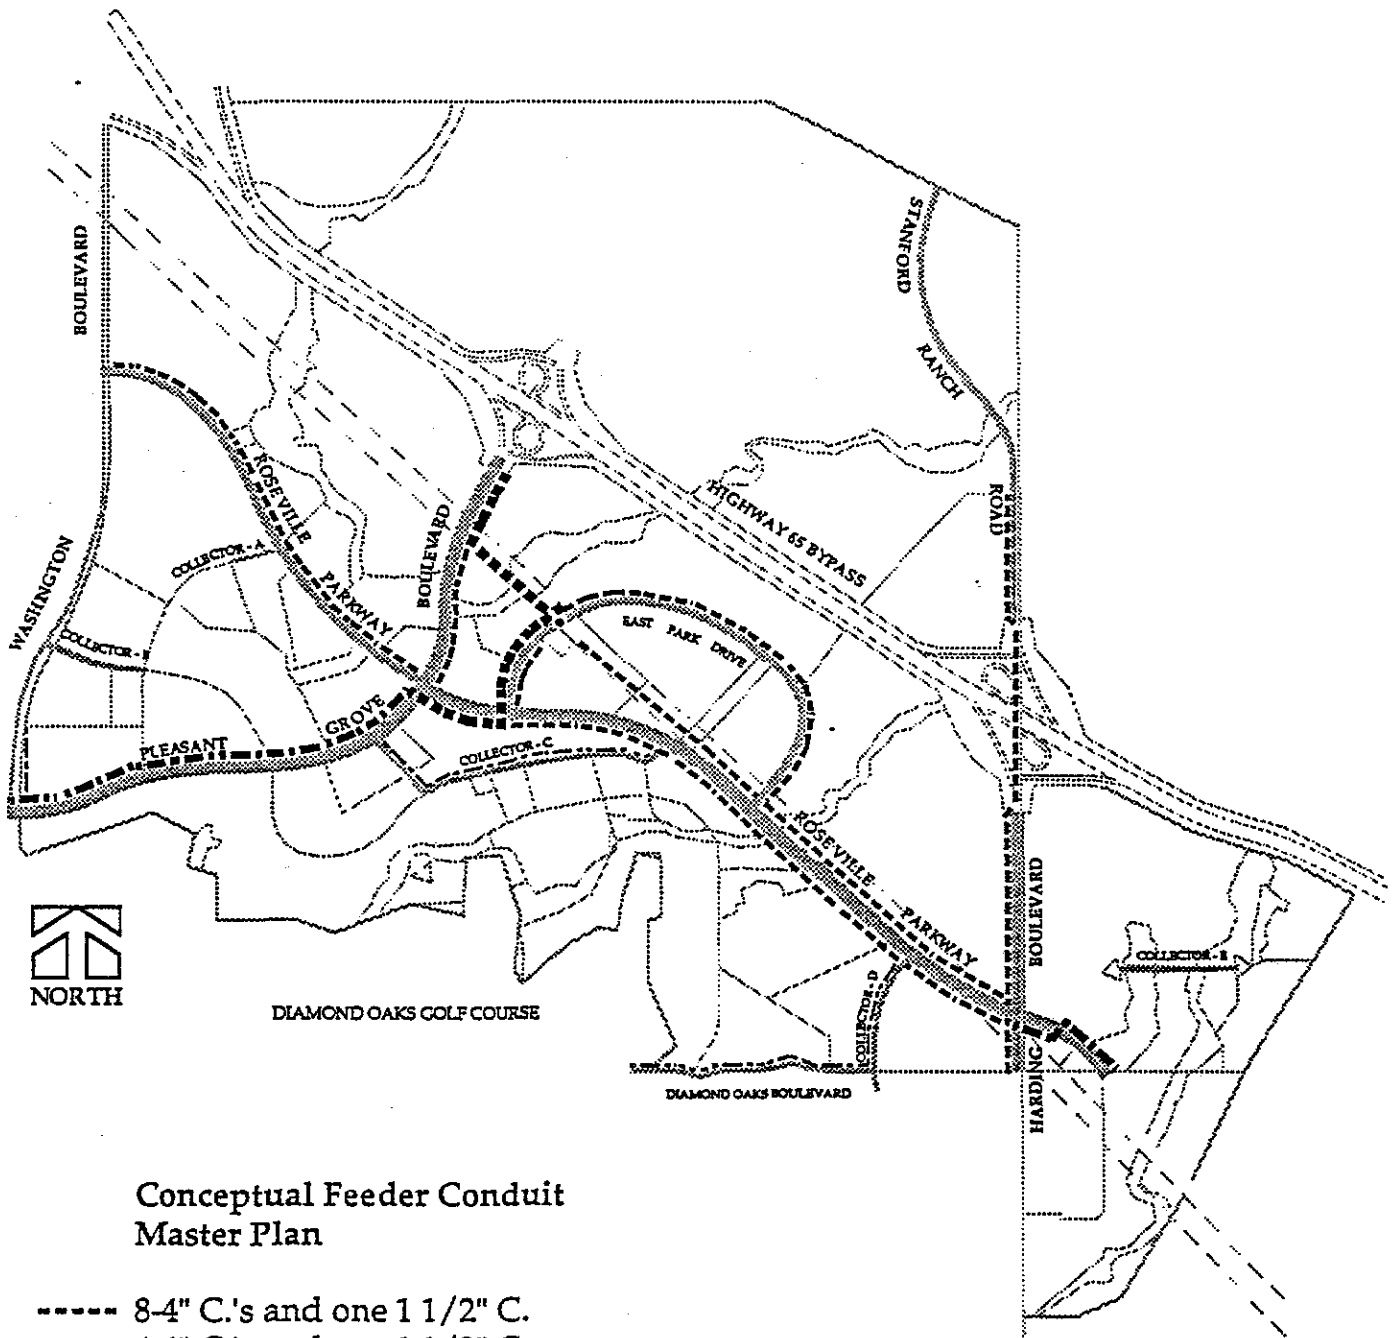 BOULEVARD
STANFORD
RANCH
ROAD
HIGHWAY 65 BYPASS
ROSEVILLE
PARKWAY
BOULEVARD
WASHINGTON
COLLECTOR - A
COLLECTOR - B
EAST PARK DRIVE
PLEASANT
GROVE
COLLECTOR - C
ROSEVILLE
PARKWAY
BOULEVARD
COLLECTOR - E
COLLECTOR - D
HARDING
NORTH
DIAMOND OAKS GOLF COURSE
DIAMOND OAKS BOULEVARD
Conceptual Feeder Conduit
Master Plan
8-4" C.'s and one 1 1/2" C.